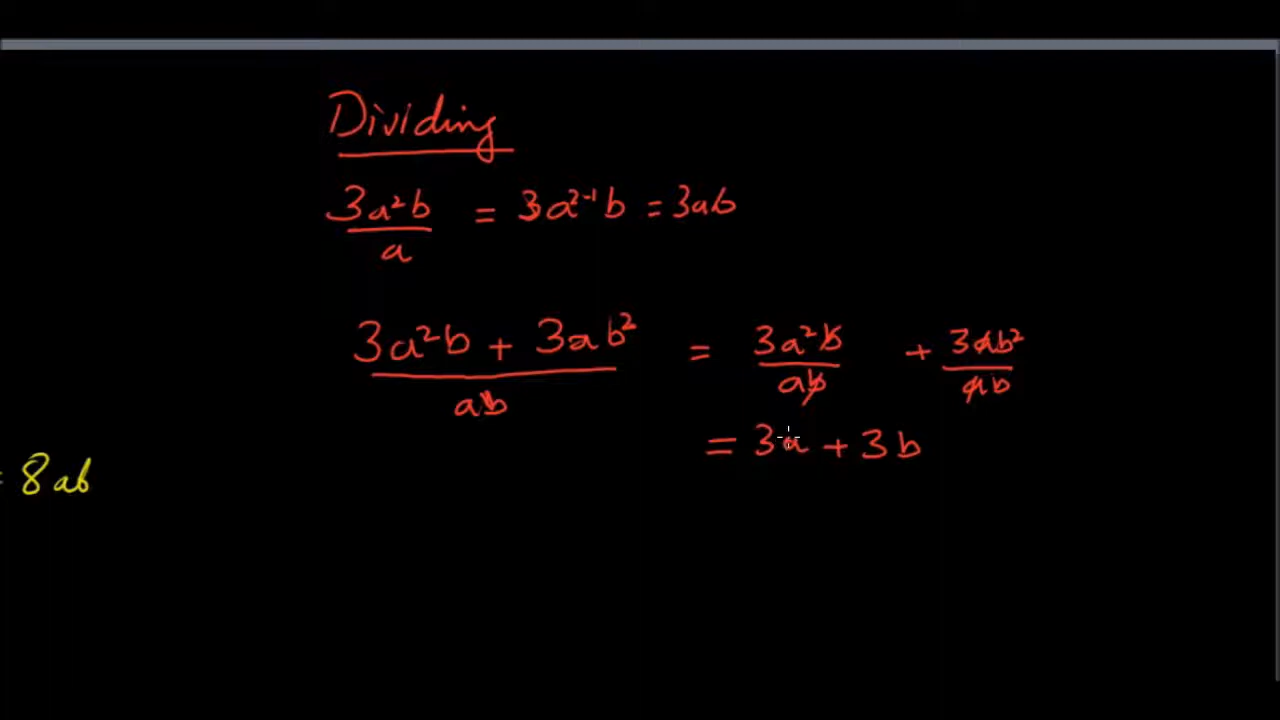 Dividing
3a²b / a = 3a²⁻¹b = 3ab
3a²b + 3ab² / ab = 3a²b / ab + 3ab² / ab
= 3a + 3b
= 8ab